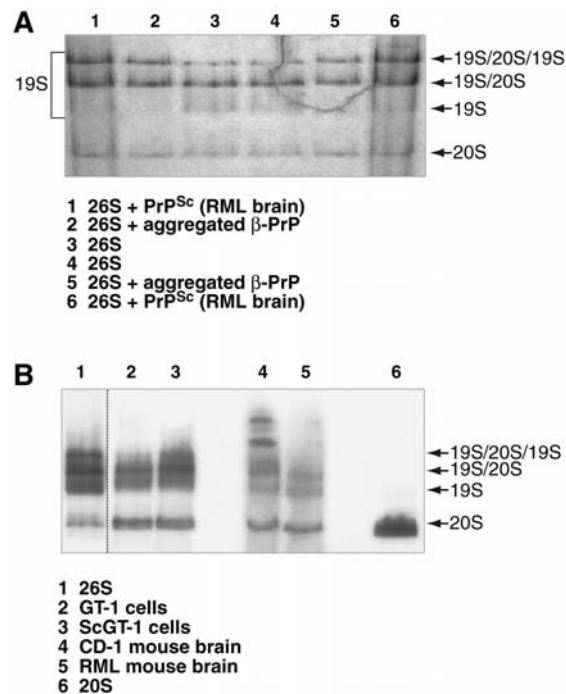 A
1 2 3 4 5 6
19S
19S/20S/19S
19S/20S
19S
20S
1 26S + PrPSc (RML brain)
2 26S + aggregated β-PrP
3 26S
4 26S
5 26S + aggregated β-PrP
6 26S + PrPSc (RML brain)
B
1 2 3 4 5 6
19S/20S/19S
19S/20S
19S
20S
1 26S
2 GT-1 cells
3 ScGT-1 cells
4 CD-1 mouse brain
5 RML mouse brain
6 20S